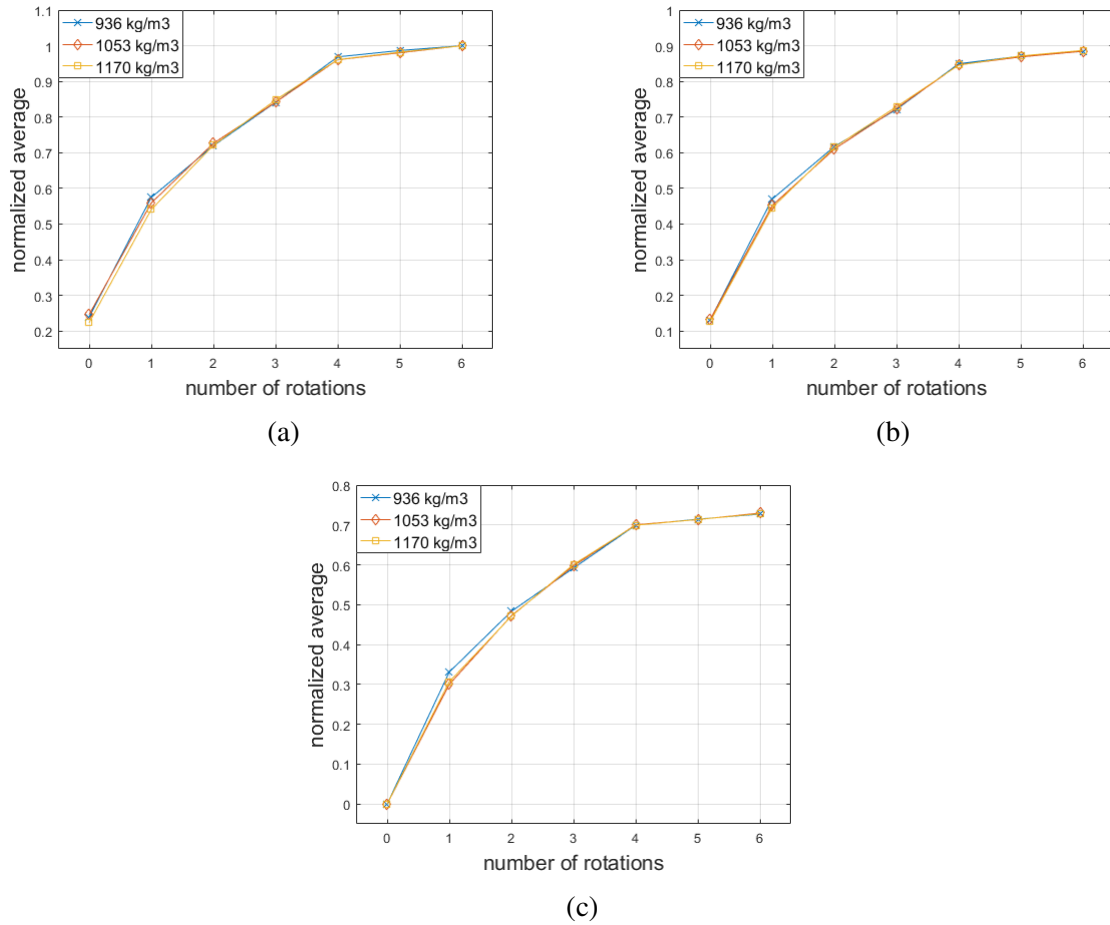 1.1
1
0.9
0.8
0.7
0.6
0.5
0.4
0.3
0.2
normalized average
936 kg/m3
1053 kg/m3
1170 kg/m3
0 1 2 3 4 5 6
number of rotations
(a)
1
0.9
0.8
0.7
0.6
0.5
0.4
0.3
0.2
0.1
normalized average
936 kg/m3
1053 kg/m3
1170 kg/m3
0 1 2 3 4 5 6
number of rotations
(b)
0.8
0.7
0.6
0.5
0.4
0.3
0.2
0.1
0
normalized average
936 kg/m3
1053 kg/m3
1170 kg/m3
0 1 2 3 4 5 6
number of rotations
(c)